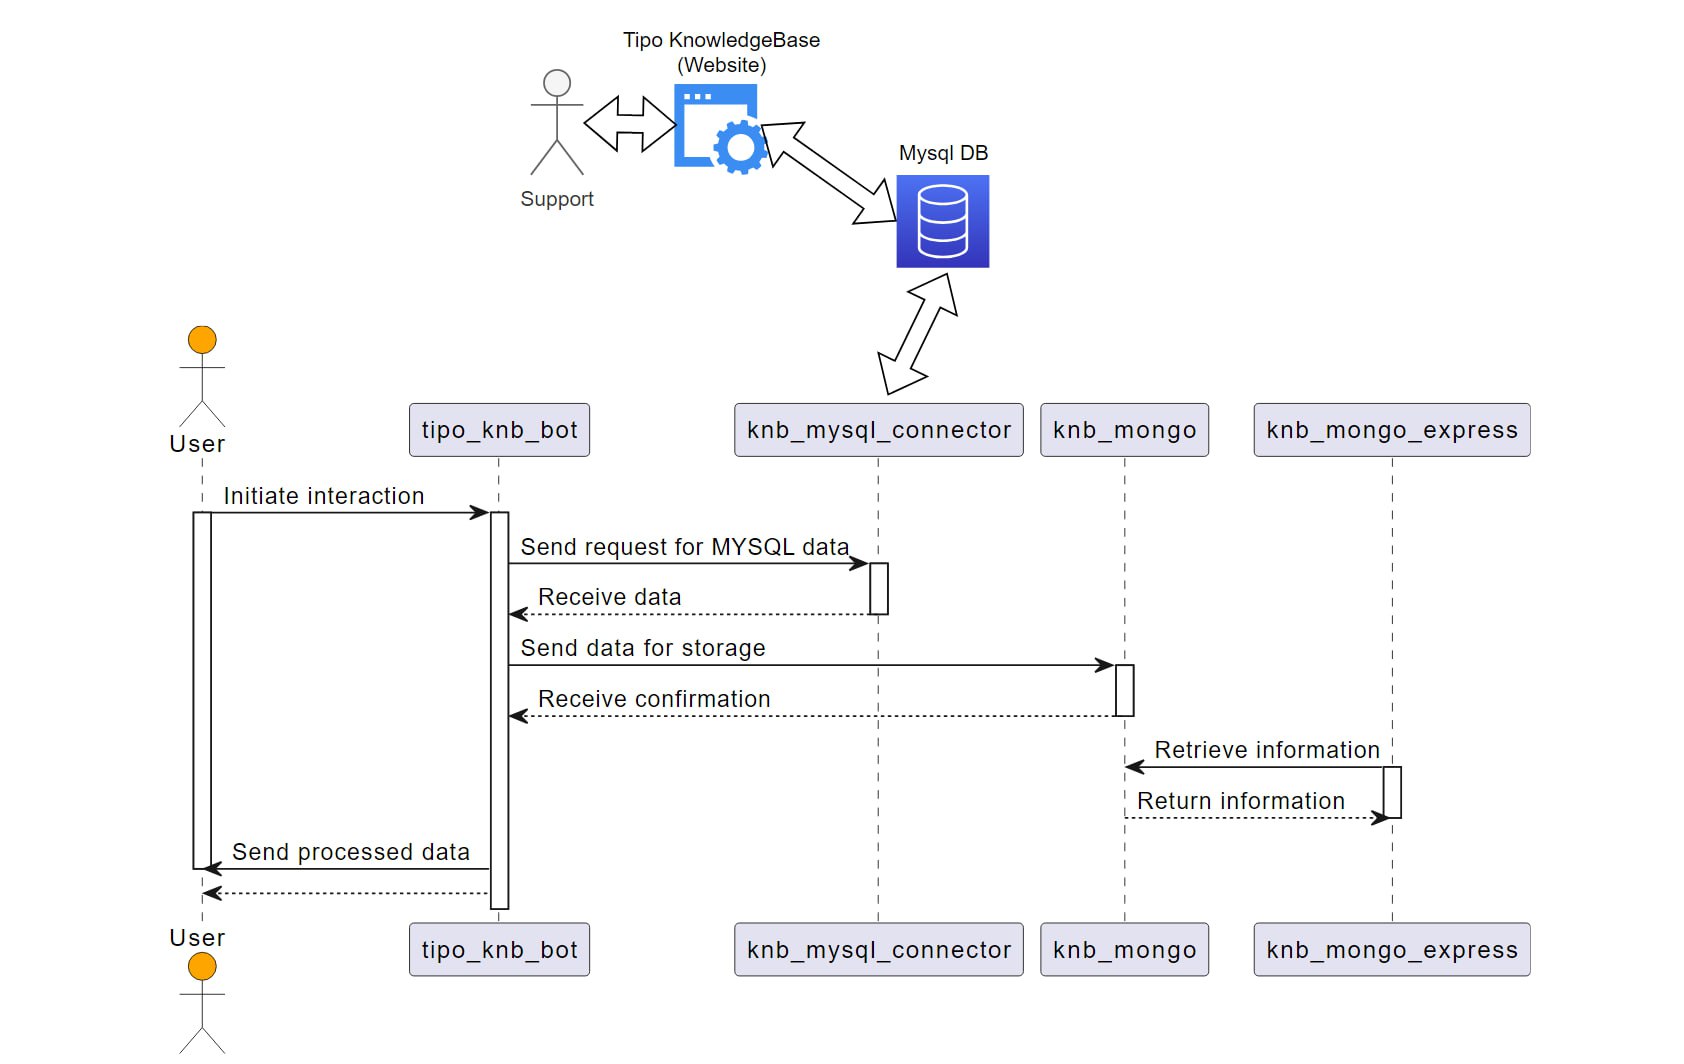 Tipo KnowledgeBase
(Website)
Mysql DB
Support
User
tipo_knb_bot
knb_mysql_connector
knb_mongo
knb_mongo_express
Initiate interaction
Send request for MYSQL data
Receive data
Send data for storage
Receive confirmation
Retrieve information
Return information
Send processed data
User
tipo_knb_bot
knb_mysql_connector
knb_mongo
knb_mongo_express